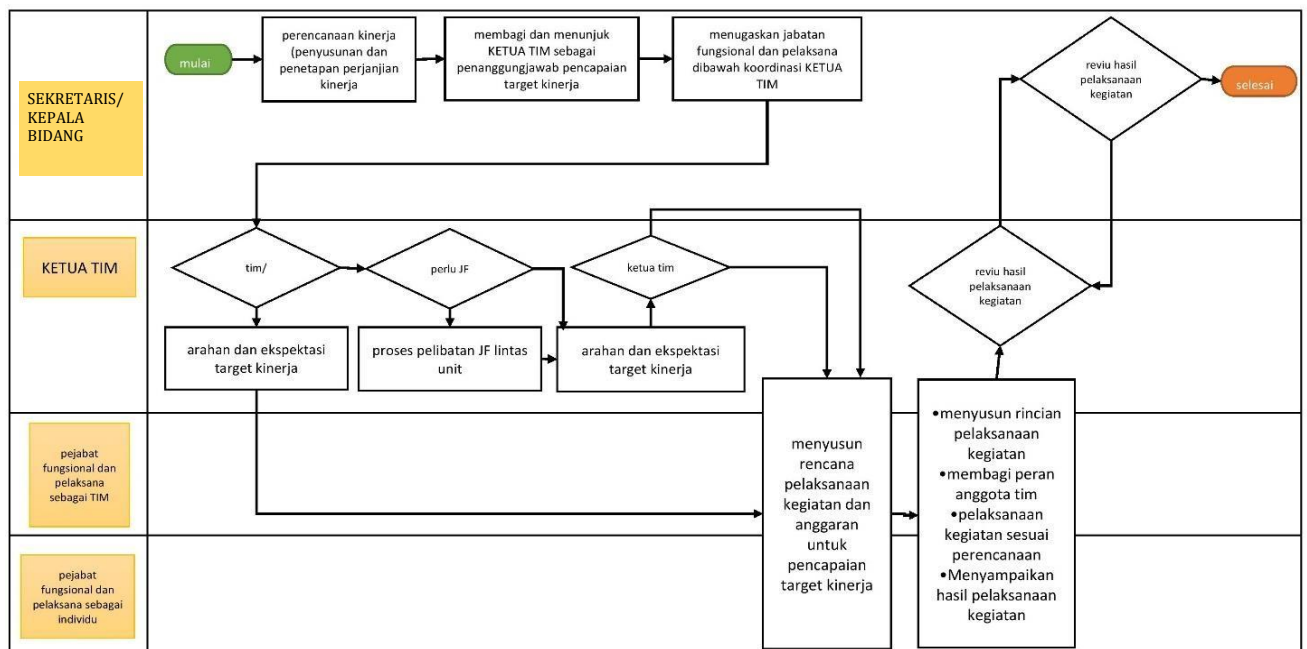 SEKRETARIS/
KEPALA
BIDANG
mulai
perencanaan kinerja
(penyusunan dan
penetapan perjanjian
kinerja
membagi dan menunjuk
KETUA TIM sebagai
penanggungjawab pencapaian
target kinerja
menugaskan jabatan
fungsional dan pelaksana
dibawah koordinasi KETUA
TIM
reviu hasil
pelaksanaan
kegiatan
selesai
KETUA TIM
tim/
perlu JF
ketua tim
reviu hasil
pelaksanaan
kegiatan
arahan dan ekspektasi
target kinerja
proses pelibatan JF lintas
unit
arahan dan ekspektasi
target kinerja
pejabat
fungsional dan
pelaksana
sebagai TIM
pejabat
fungsional dan
pelaksana sebagai
individu
menyusun
rencana
pelaksanaan
kegiatan dan
anggaran
untuk
pencapaian
target kinerja
•menyusun rincian
pelaksanaan
kegiatan
•membagi peran
anggota tim
•pelaksanaan
kegiatan sesuai
perencanaan
•Menyampaikan
hasil pelaksanaan
kegiatan